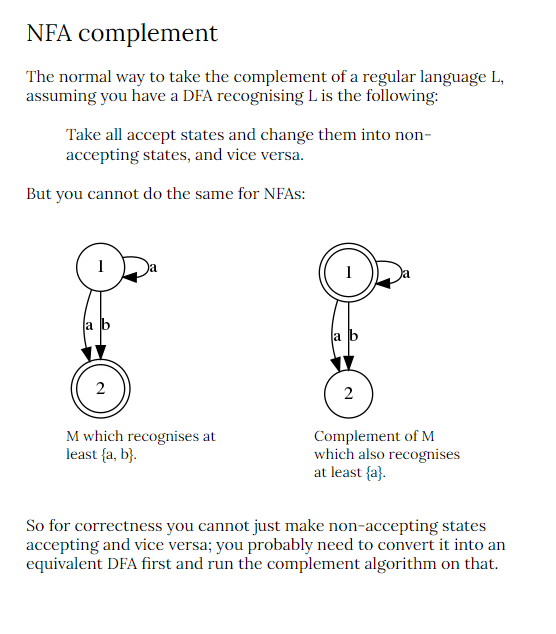 NFA complement
The normal way to take the complement of a regular language L,
assuming you have a DFA recognising L is the following:
Take all accept states and change them into non-
accepting states, and vice versa.
But you cannot do the same for NFAs:
1
a
a b
2
M which recognises at
least {a, b}.
1
a
a b
2
Complement of M
which also recognises
at least {a}.
So for correctness you cannot just make non-accepting states
accepting and vice versa; you probably need to convert it into an
equivalent DFA first and run the complement algorithm on that.